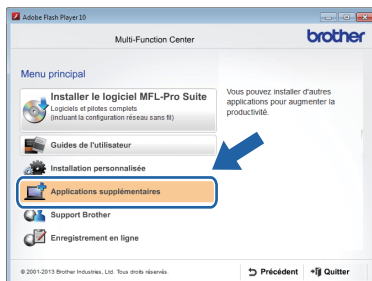 Adobe Flash Player 10
Multi-Function Center
brother
Menu principal
Installer le logiciel MFL-Pro Suite
Logiciels et pilotes complets
(incluant la configuration réseau sans fil)
Vous pouvez installer d'autres
applications pour augmenter la
productivité.
Guides de l'utilisateur
Installation personnalisée
Applications supplémentaires
Support Brother
Enregistrement en ligne
© 2001-2013 Brother Industries, Ltd. Tous droits réservés.
Précédent
Quitter